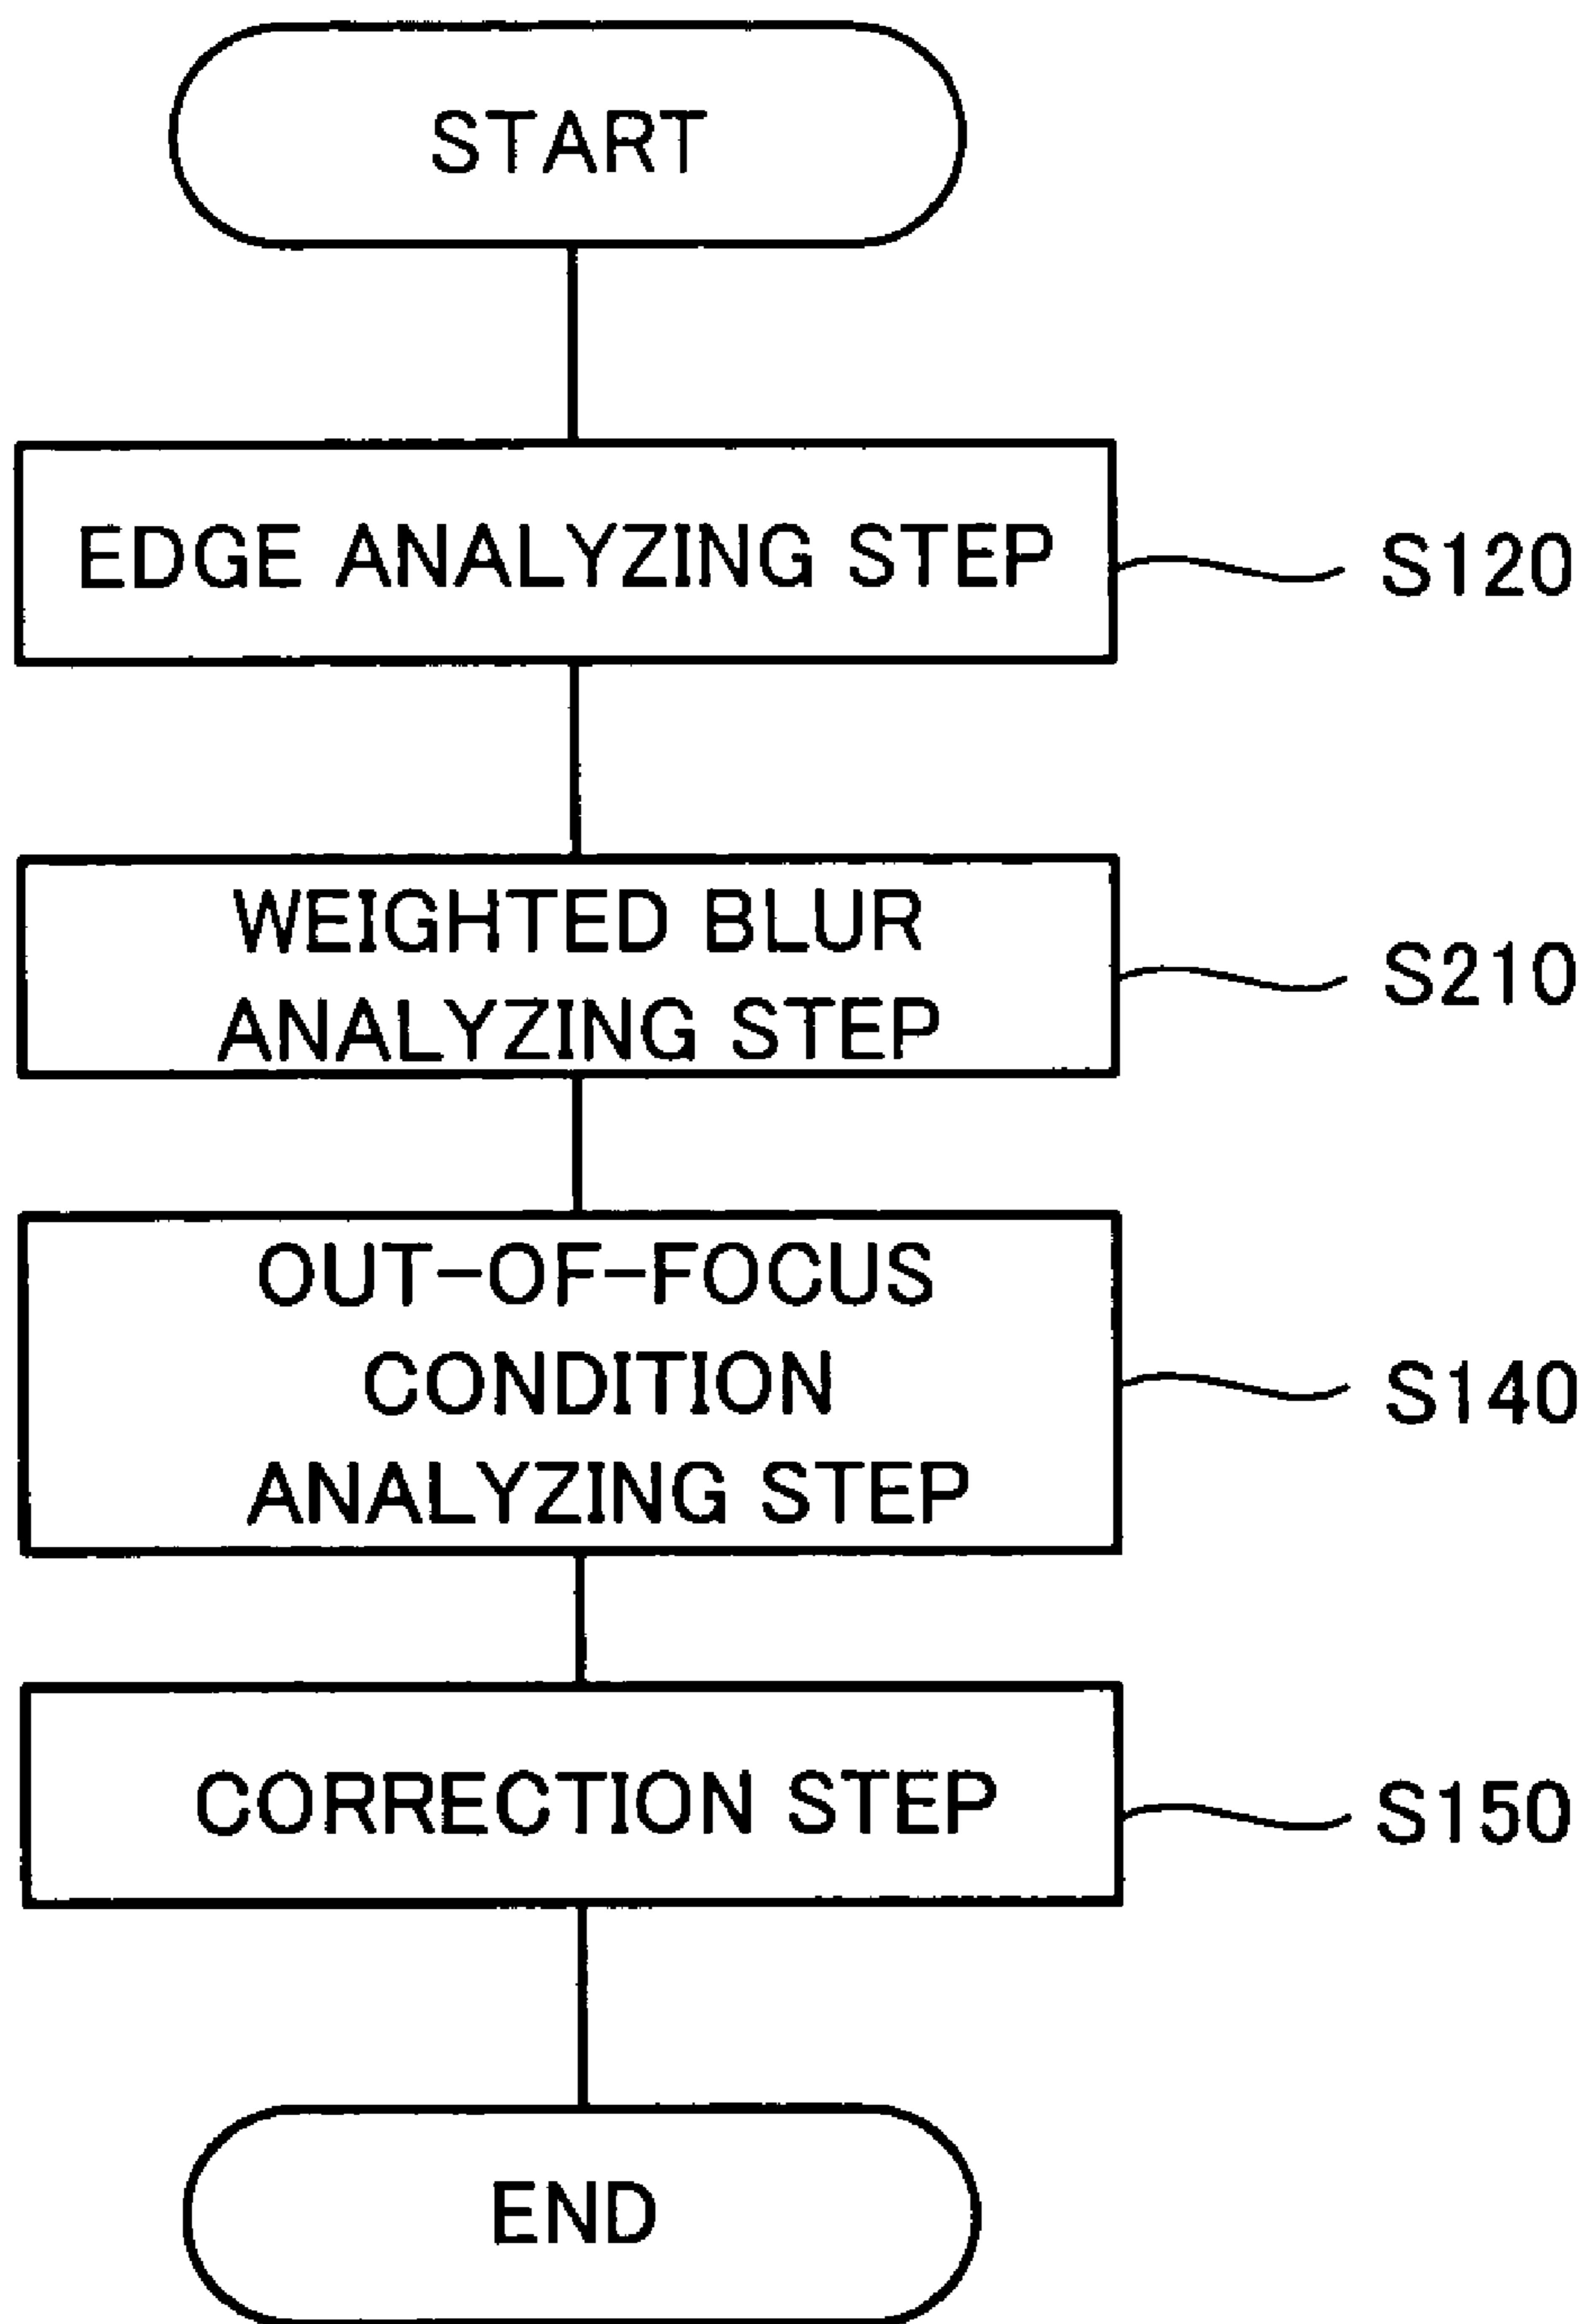 START
EDGE ANALYZING STEP
S120
WEIGHTED BLUR
ANALYZING STEP
S210
OUT-OF-FOCUS
CONDITION
ANALYZING STEP
S140
CORRECTION STEP
S150
END